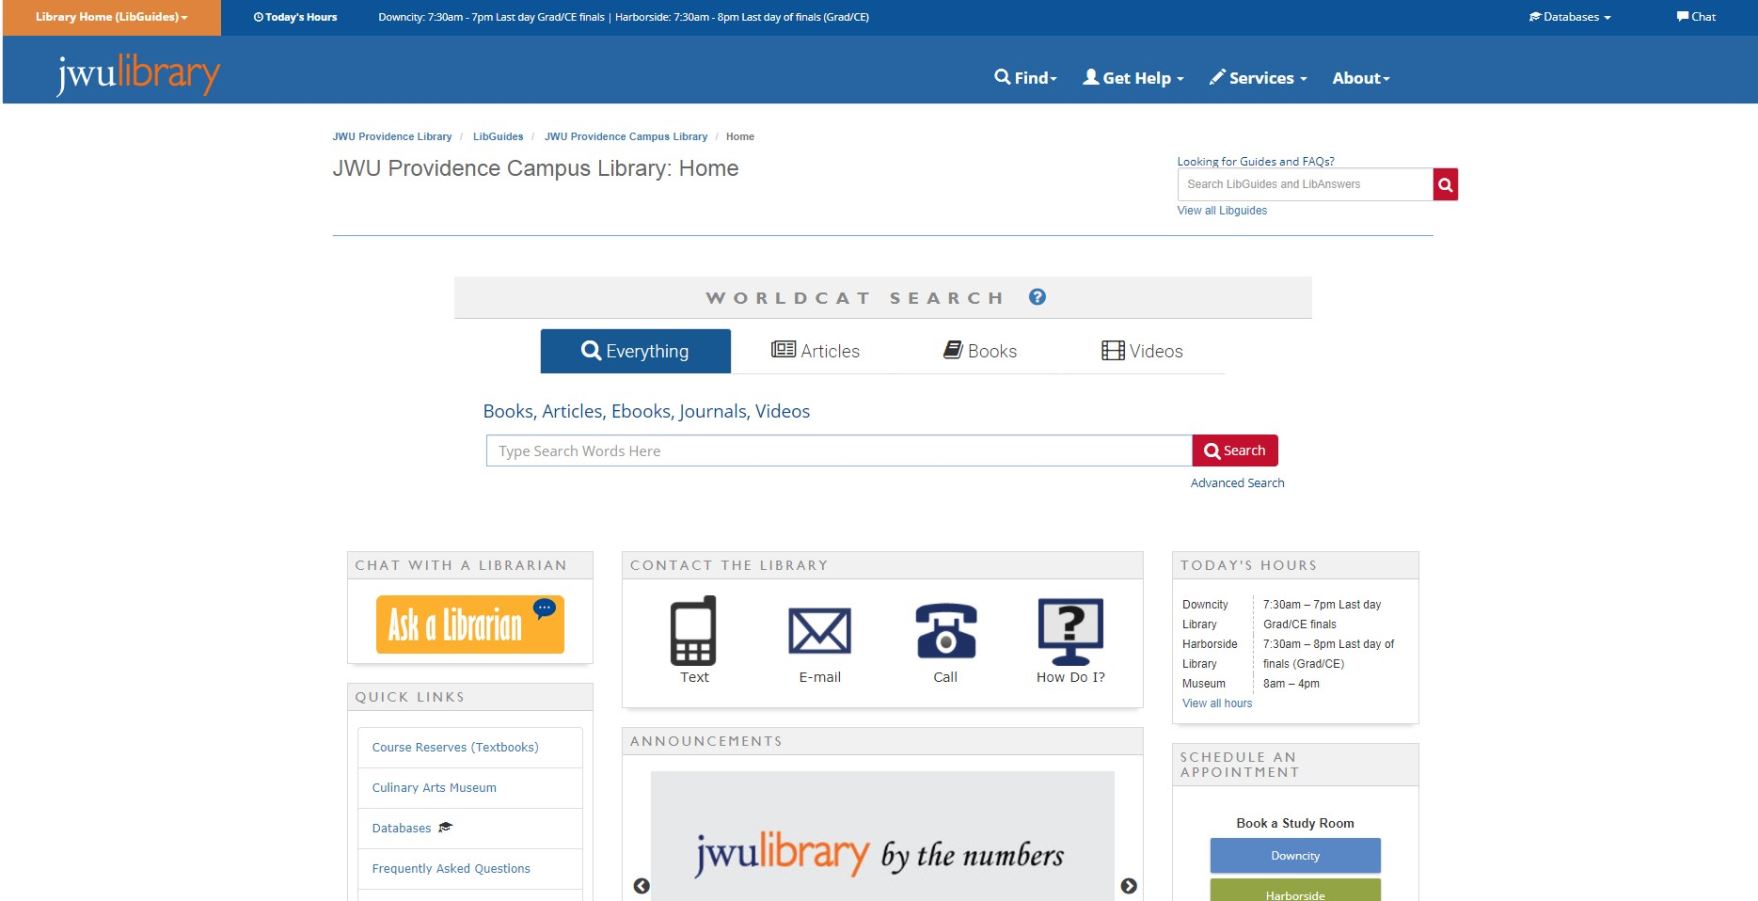 Library Home (LibGuides)
Today's Hours
Downcity: 7:30am - 7pm Last day Grad/CE finals | Harborside: 7:30am - 8pm Last day of finals (Grad/CE)
Databases
Chat
jwulibrary
Find
Get Help
Services
About
JWU Providence Library / LibGuides / JWU Providence Campus Library / Home
JWU Providence Campus Library: Home
Looking for Guides and FAQs?
Search LibGuides and LibAnswers
View all Libguides
WORLDCAT SEARCH ?
Everything
Articles
Books
Videos
Books, Articles, Ebooks, Journals, Videos
Type Search Words Here
Search
Advanced Search
CHAT WITH A LIBRARIAN
Ask a Librarian
QUICK LINKS
Course Reserves (Textbooks)
Culinary Arts Museum
Databases
Frequently Asked Questions
CONTACT THE LIBRARY
?
Text
E-mail
Call
How Do I?
ANNOUNCEMENTS
jwulibrary by the numbers
TODAY'S HOURS
Downcity Library
7:30am – 7pm Last day
Grad/CE finals
Harborside Library
7:30am – 8pm Last day of
finals (Grad/CE)
Museum
8am – 4pm
View all hours
SCHEDULE AN
APPOINTMENT
Book a Study Room
Downcity
Harborside